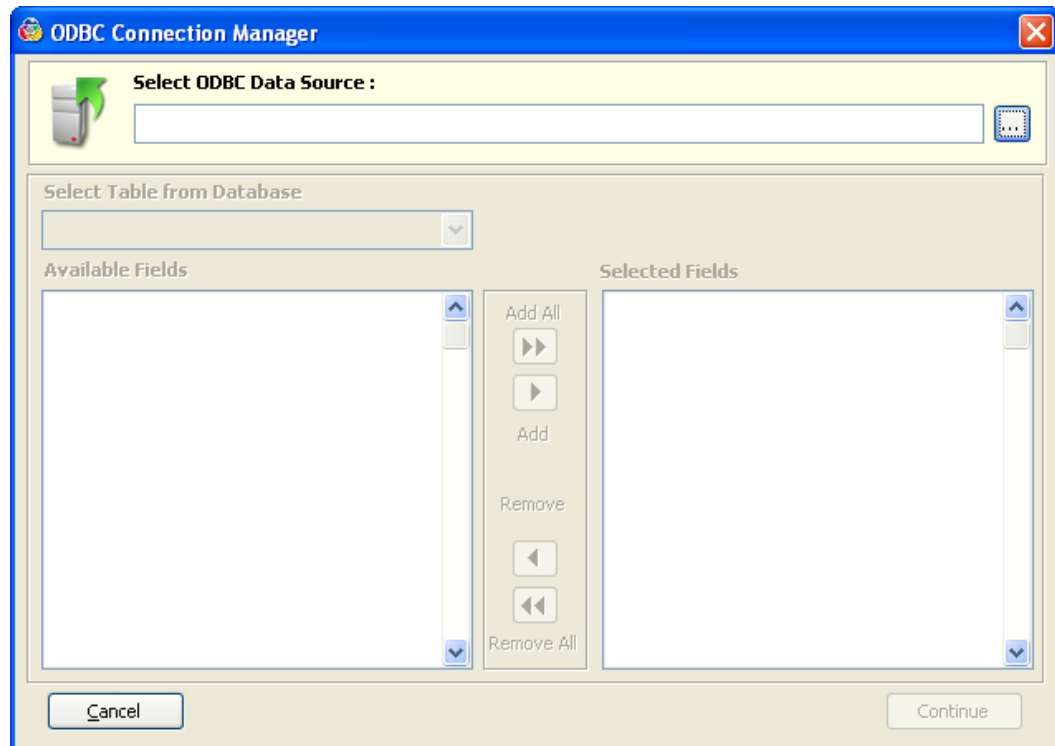 ODBC Connection Manager
Select ODBC Data Source :
...
Select Table from Database
Available Fields
Selected Fields
Add All
Add
Remove
Remove All
Cancel
Continue